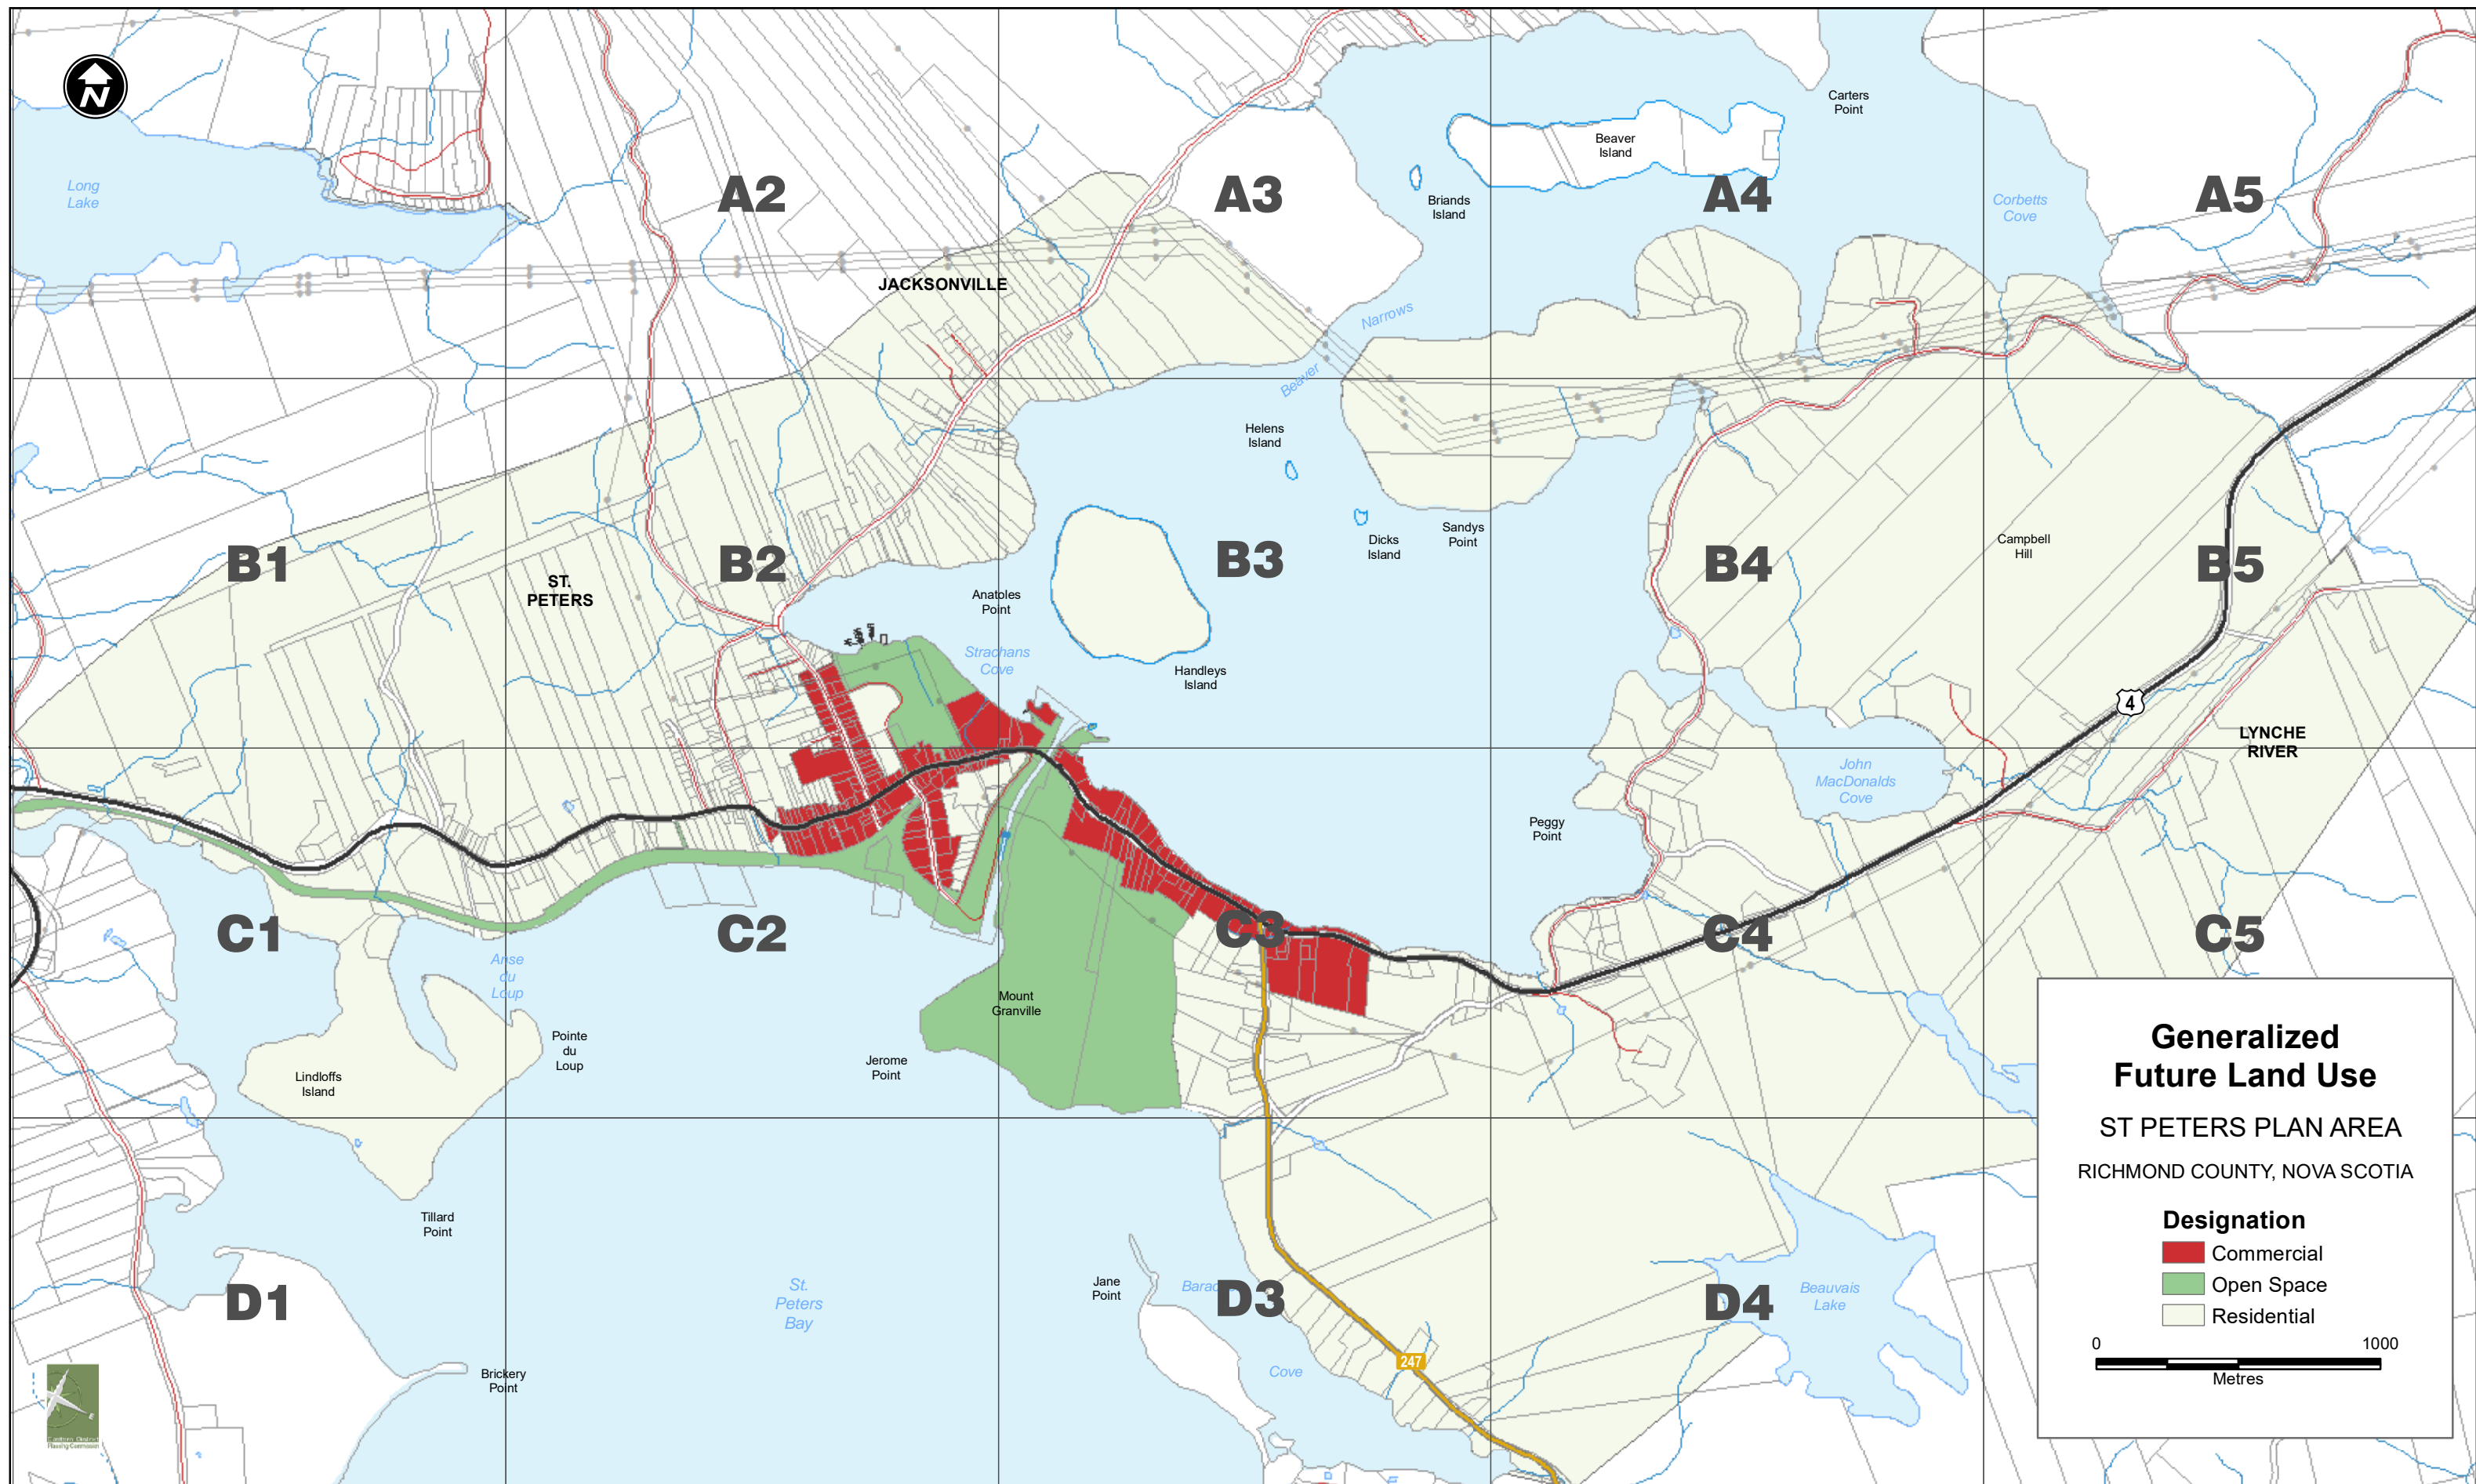 N
Carters
Point
Beaver
Island
Long
Lake
A2
A3
Briands
Island
A4
Corbetts
Cove
A5
JACKSONVILLE
Narrows
Beaver
Helens
Island
Dicks
Island
Sandys
Point
Campbell
Hill
B1
ST.
PETERS
B2
B3
B4
B5
Anatoles
Point
Strachans
Cove
Handleys
Island
4
LYNCHE
RIVER
John
MacDonalds
Cove
Peggy
Point
C1
C2
C3
C4
C5
Anse
du
Loup
Mount
Granville
Pointe
du
Loup
Jerome
Point
Lindloffs
Island
Tillard
Point
D1
St.
Peters
Bay
Jane
Point
D3
Cove
D4
Beauvais
Lake
247
Brickery
Point
Generalized
Future Land Use
ST PETERS PLAN AREA
RICHMOND COUNTY, NOVA SCOTIA
Designation
Commercial
Open Space
Residential
0 1000
Metres
Eastern District
Planning Commission